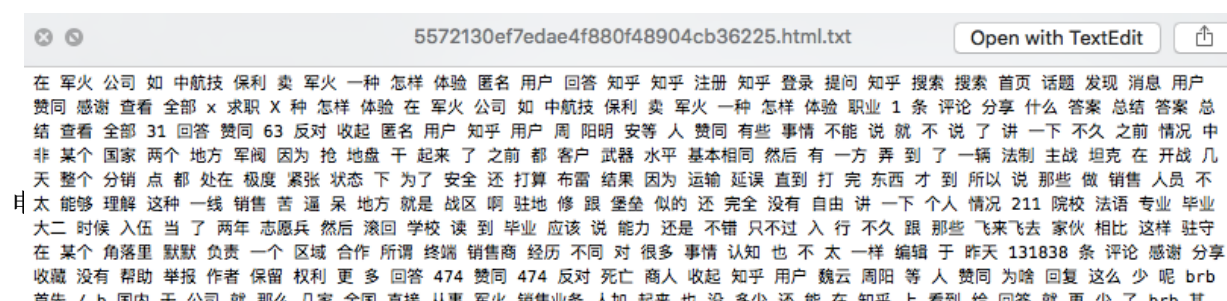 5572130ef7edae4f880f48904cb36225.html.txt Open with TextEdit
在 军火 公司 如 中航技 保利 卖 军火 一种 怎样 体验 匿名 用户 回答 知乎 知乎 注册 知乎 登录 提问 知乎 搜索 搜索 首页 话题 发现 消息 用户
赞同 感谢 查看 全部 x 求职 X 种 怎样 体验 在 军火 公司 如 中航技 保利 卖 军火 一种 怎样 体验 职业 1 条 评论 分享 什么 答案 总结 答案 总
结 查看 全部 31 回答 赞同 63 反对 收起 匿名 用户 知乎 用户 周 阳明 安等 人 赞同 有些 事情 不能 说 就 不 说 了 讲 一下 不久 之前 情况 中
非 某个 国家 两个 地方 军阀 因为 抢 地盘 干 起来 了 之前 都 客户 武器 水平 基本相同 然后 有 一方 弄 到 了 一辆 法制 主战 坦克 在 开战 几
天 整个 分销 点 都 处在 极度 紧张 状态 下 为了 安全 还 打算 布雷 结果 因为 运输 延误 直到 打 完 东西 才 到 所以 说 那些 做 销售 人员 不
太 能够 理解 这种 一线 销售 苦 逼 呆 地方 就是 战区 啊 驻地 修 跟 堡垒 似的 还 完全 没有 自由 讲 一下 个人 情况 211 院校 法语 专业 毕业
大二 时候 入伍 当 了 两年 志愿兵 然后 滚回 学校 读 到 毕业 应该 说 能力 还是 不错 只不过 入 行 不久 跟 那些 飞来飞去 家伙 相比 这样 驻守
在 某个 角落里 默默 负责 一个 区域 合作 所谓 终端 销售商 经历 不同 对 很多 事情 认知 也 不 太 一样 编辑 于 昨天 131838 条 评论 感谢 分享
收藏 没有 帮助 举报 作者 保留 权利 更 多 回答 474 赞同 474 反对 死亡 商人 收起 知乎 用户 魏云 周阳 等 人 赞同 为啥 回复 这么 少 呢 brb